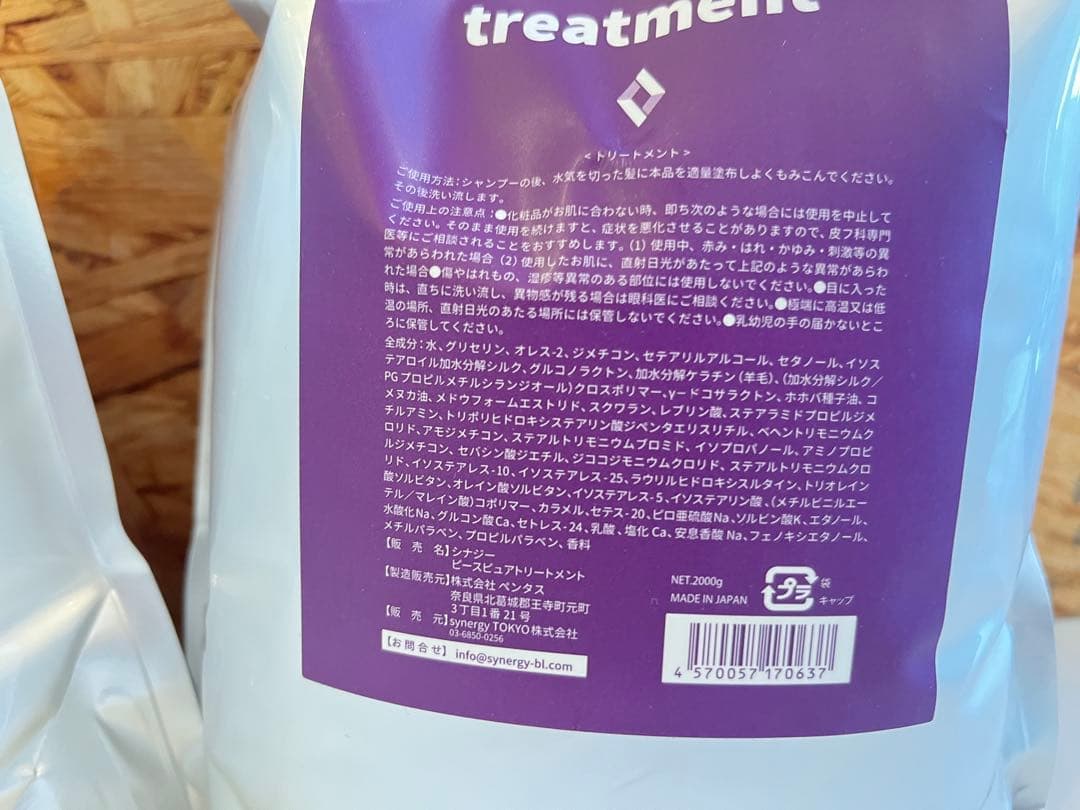 treatment
<トリートメント>
ご使用方法：シャンプーの後、水気を切った髪に本品を適量塗布しよくもみこんでください。
その後洗い流します。
ご使用上の注意点：●化粧品がお肌に合わない時、即ち次のような場合には使用を中止して
ください。そのまま使用を続けますと、症状を悪化させることがありますので、皮フ科専門
医等にご相談されることをおすすめします。(1) 使用中、赤み・はれ・かゆみ・刺激等の異
常があらわれた場合 (2) 使用したお肌に、直射日光があたって上記のような異常があらわ
れた場合●傷やはれもの、湿疹等異常のある部位には使用しないでください。●目に入った
時は、直ちに洗い流し、異物感が残る場合は眼科医にご相談ください。●極端に高温又は低
温の場所、直射日光のあたる場所には保管しないでください。●乳幼児の手の届かないとこ
ろに保管してください。
全成分：水、グリセリン、オレス-2、ジメチコン、セテアリルアルコール、セタノール、イソス
テアロイル加水分解シルク、グルコノラクトン、加水分解ケラチン（羊毛）、（加水分解シルク／
PGプロピルメチルシランジオール）クロスポリマー、γ－ドコサラクトン、ホホバ種子油、コ
メヌカ油、メドウフォームエストリド、スクワラン、レブリン酸、ステアラミドプロピルジメ
チルアミン、トリポリヒドロキシステアリン酸ジペンタエリスリチル、ベヘントリモニウムク
ロリド、アモジメチコン、ステアルトリモニウムブロミド、イソプロパノール、アミノプロピ
ルジメチコン、セバシン酸ジエチル、ジココジモニウムクロリド、ステアルトリモニウムクロ
リド、イソステアレス-10、イソステアレス-25、ラウリルヒドロキシスルタイン、トリオレイン
酸ソルビタン、オレイン酸ソルビタン、イソステアレス-5、イソステアリン酸、（メチルビニルエー
テル／マレイン酸）コポリマー、カラメル、セテス-20、ピロ亜硫酸Na、ソルビン酸K、エタノール、
水酸化Na、グルコン酸Ca、セトレス-24、乳酸、塩化Ca、安息香酸Na、フェノキシエタノール、
メチルパラベン、プロピルパラベン、香料
【販 売 名】シナジー
ピースピュアトリートメント
【製造販売元】株式会社 ペンタス
奈良県北葛城郡王寺町元町
3丁目1番21号
【販 売 元】synergy TOKYO株式会社
03-6850-0256
【お問合せ】 info@synergy-bl.com
NET.2000g
MADE IN JAPAN
プラ
袋
キャップ
4 570057 170637